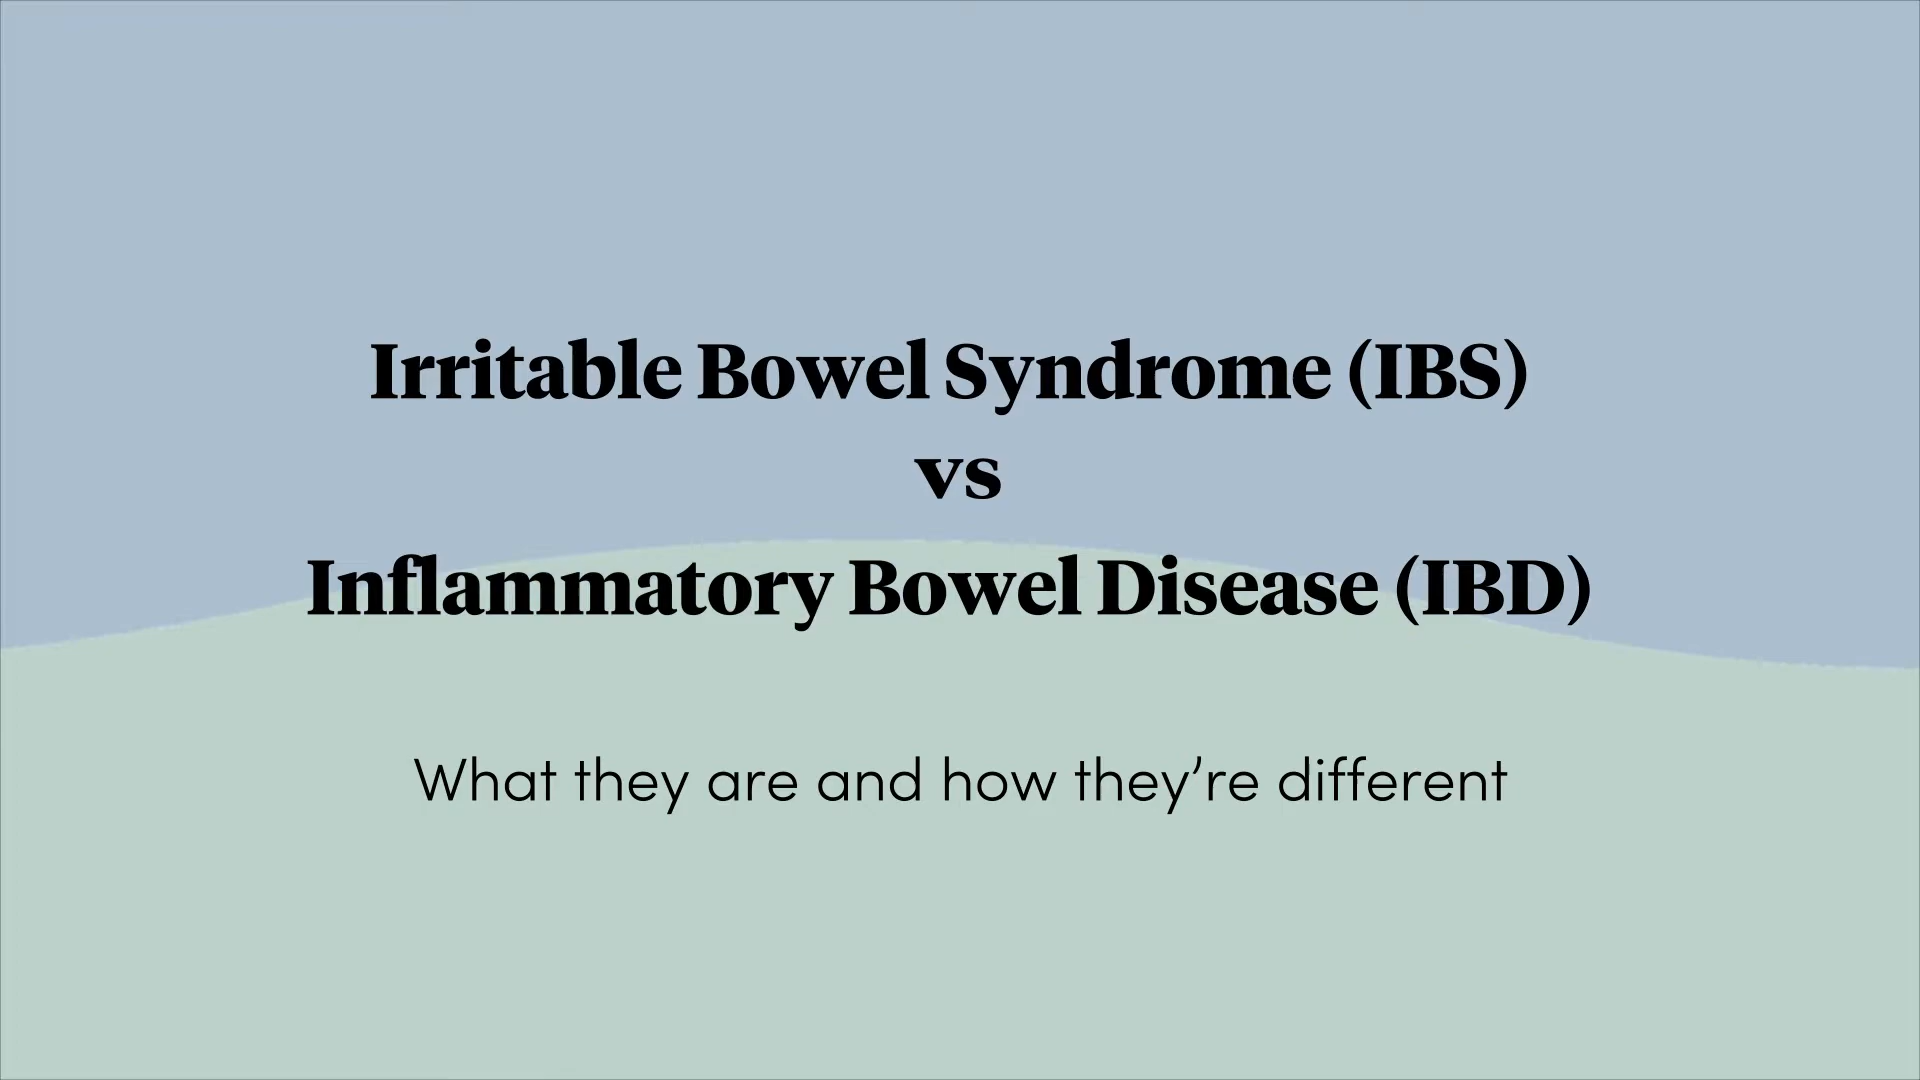 Irritable Bowel Syndrome (IBS)
vs
Inflammatory Bowel Disease (IBD)
What they are and how they’re different